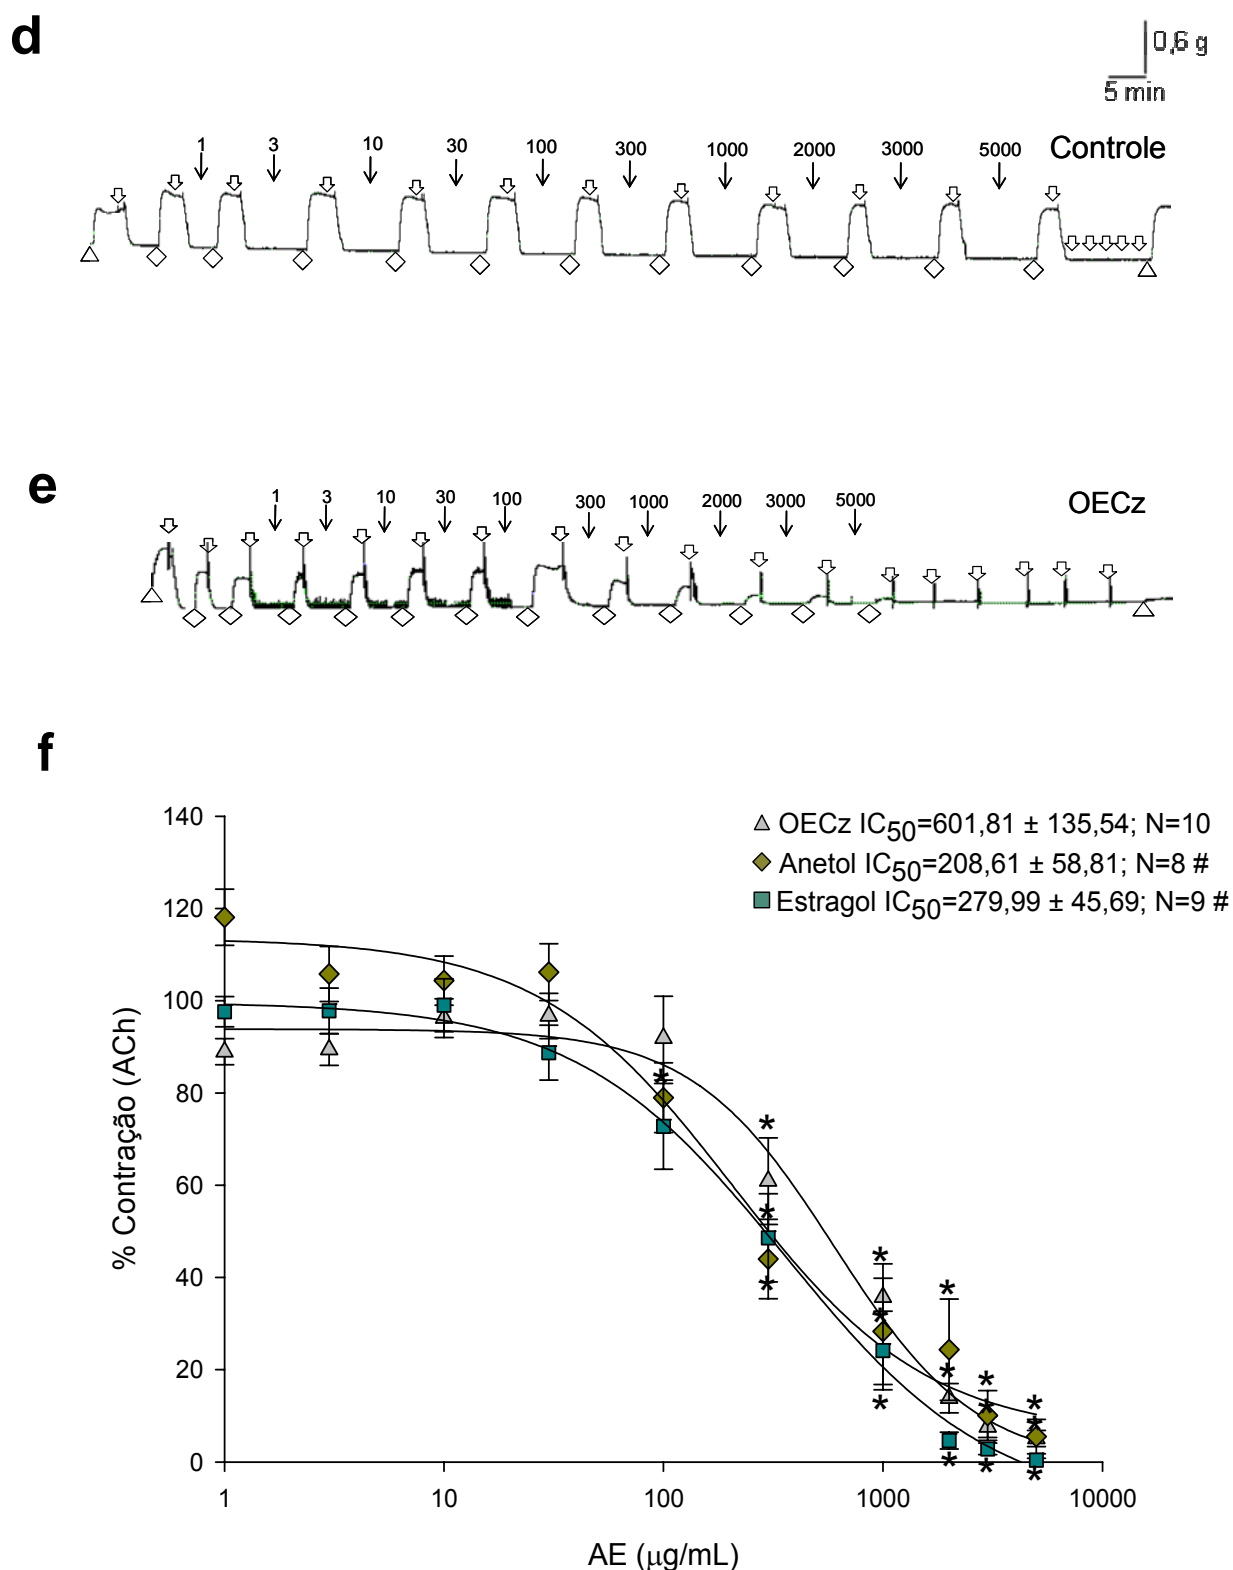 d
0,6 g
5 min
1 3 10 30 100 300 1000 2000 3000 5000 Controle
e
1 3 10 30 100 300 1000 2000 3000 5000 OECz
f
OECz IC50=601,81 ± 135,54; N=10
Anetol IC50=208,61 ± 58,81; N=8 #
Estragol IC50=279,99 ± 45,69; N=9 #
% Contração (ACh)
140
120
100
80
60
40
20
0
* * * * * * * * * * * * * * * *
1 10 100 1000 10000
AE (μg/mL)